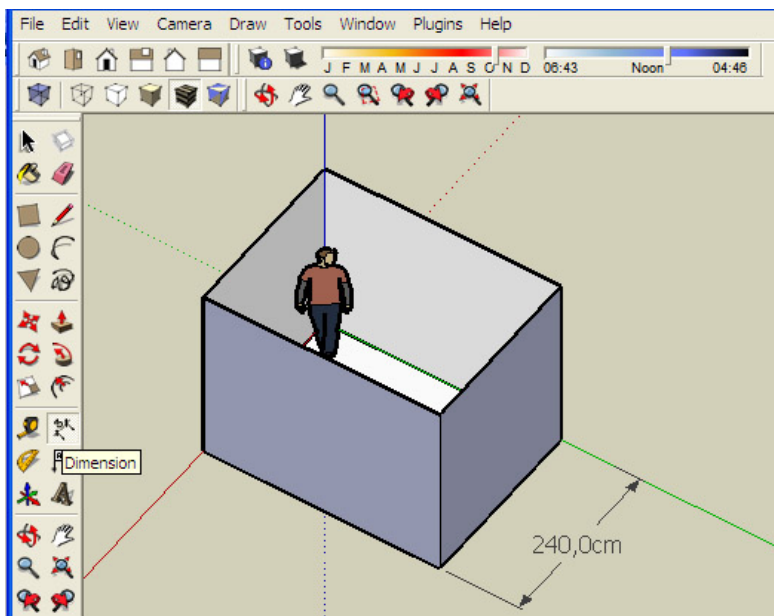 File Edit View Camera Draw Tools Window Plugins Help
J F M A M J J A S O N D 06:43 Noon 04:46
Dimension
240,0cm